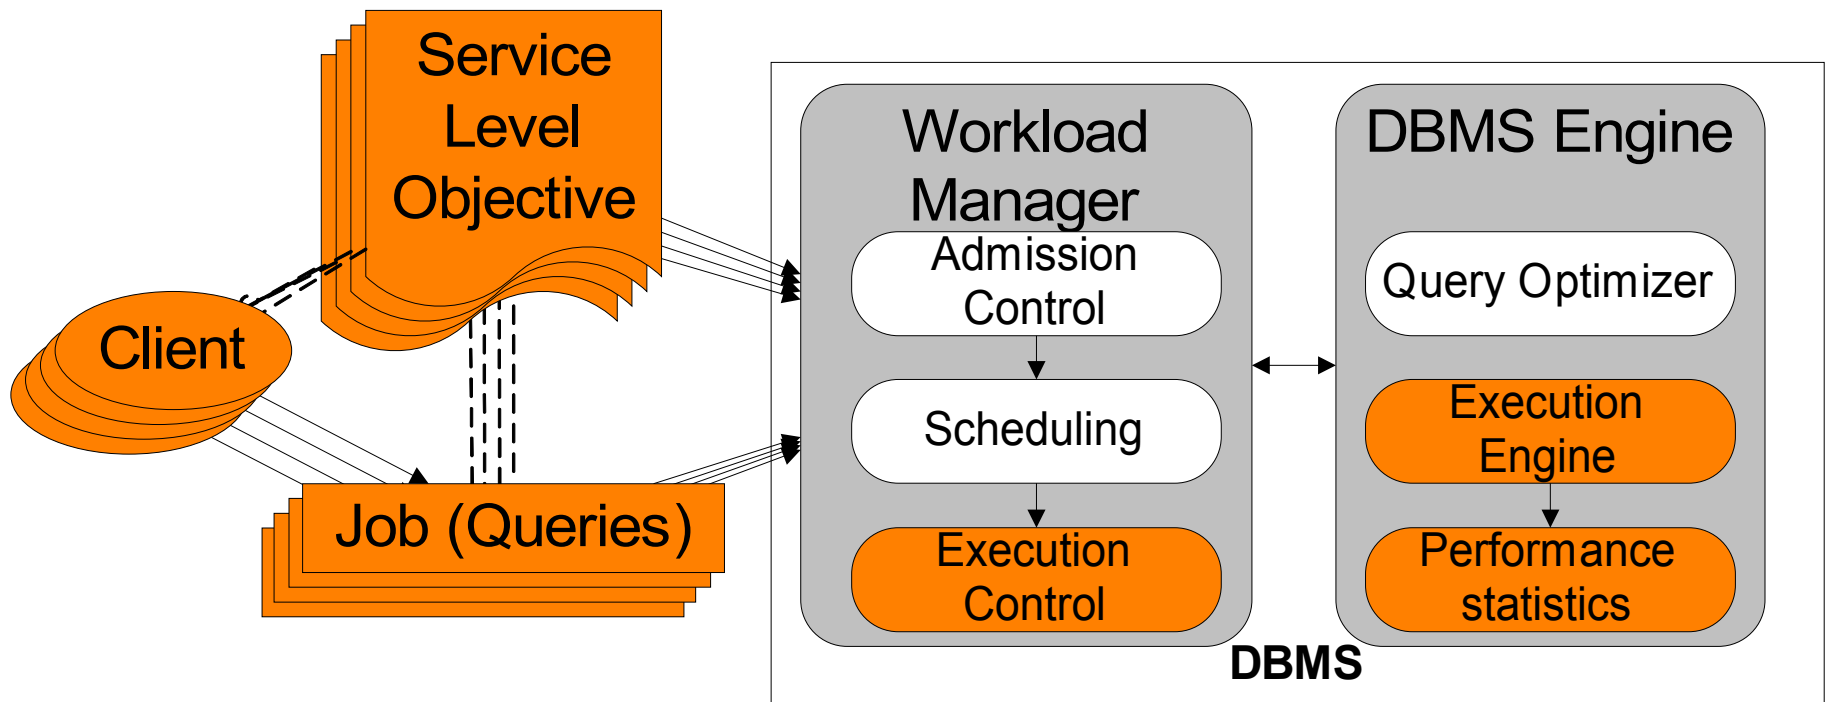 Service
Level
Objective
Client
Job (Queries)
Workload
Manager
Admission
Control
Scheduling
Execution
Control
DBMS Engine
Query Optimizer
Execution
Engine
Performance
statistics
DBMS